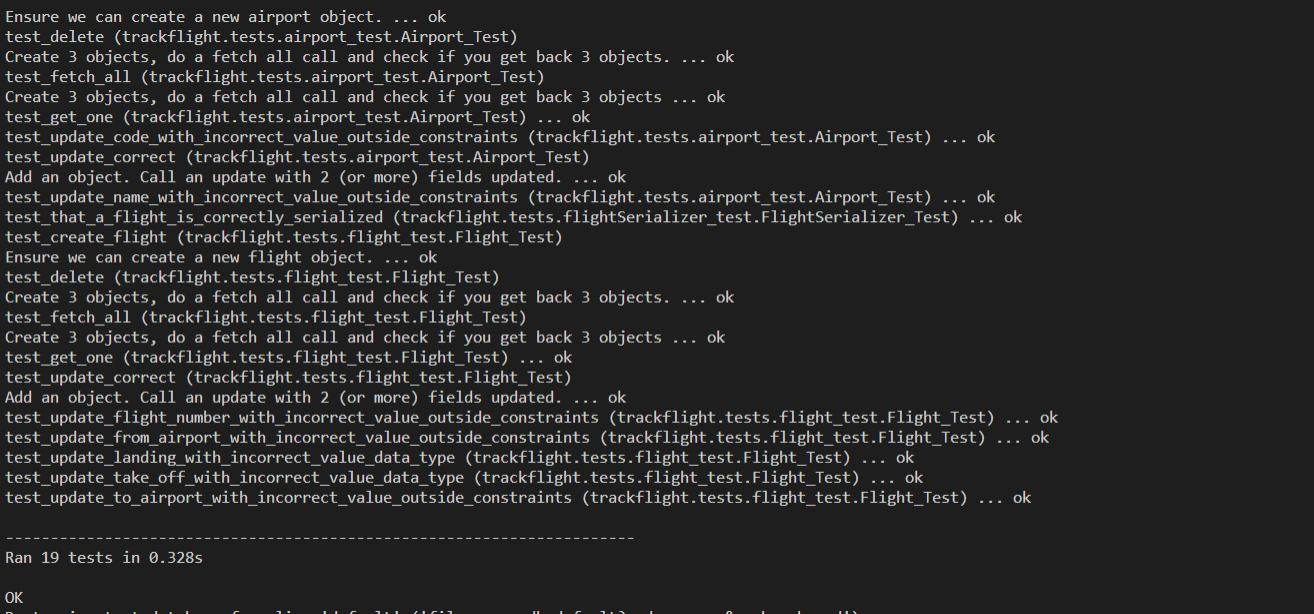 Ensure we can create a new airport object. ... ok
test_delete (trackflight.tests.airport_test.Airport_Test)
Create 3 objects, do a fetch all call and check if you get back 3 objects. ... ok
test_fetch_all (trackflight.tests.airport_test.Airport_Test)
Create 3 objects, do a fetch all call and check if you get back 3 objects ... ok
test_get_one (trackflight.tests.airport_test.Airport_Test) ... ok
test_update_code_with_incorrect_value_outside_constraints (trackflight.tests.airport_test.Airport_Test) ... ok
test_update_correct (trackflight.tests.airport_test.Airport_Test)
Add an object. Call an update with 2 (or more) fields updated. ... ok
test_update_name_with_incorrect_value_outside_constraints (trackflight.tests.airport_test.Airport_Test) ... ok
test_that_a_flight_is_correctly_serialized (trackflight.tests.flightSerializer_test.FlightSerializer_Test) ... ok
test_create_flight (trackflight.tests.flight_test.Flight_Test)
Ensure we can create a new flight object. ... ok
test_delete (trackflight.tests.flight_test.Flight_Test)
Create 3 objects, do a fetch all call and check if you get back 3 objects. ... ok
test_fetch_all (trackflight.tests.flight_test.Flight_Test)
Create 3 objects, do a fetch all call and check if you get back 3 objects ... ok
test_get_one (trackflight.tests.flight_test.Flight_Test) ... ok
test_update_correct (trackflight.tests.flight_test.Flight_Test)
Add an object. Call an update with 2 (or more) fields updated. ... ok
test_update_flight_number_with_incorrect_value_outside_constraints (trackflight.tests.flight_test.Flight_Test) ... ok
test_update_from_airport_with_incorrect_value_outside_constraints (trackflight.tests.flight_test.Flight_Test) ... ok
test_update_landing_with_incorrect_value_data_type (trackflight.tests.flight_test.Flight_Test) ... ok
test_update_take_off_with_incorrect_value_data_type (trackflight.tests.flight_test.Flight_Test) ... ok
test_update_to_airport_with_incorrect_value_outside_constraints (trackflight.tests.flight_test.Flight_Test) ... ok
----------------------------------------------------------------------
Ran 19 tests in 0.328s
OK